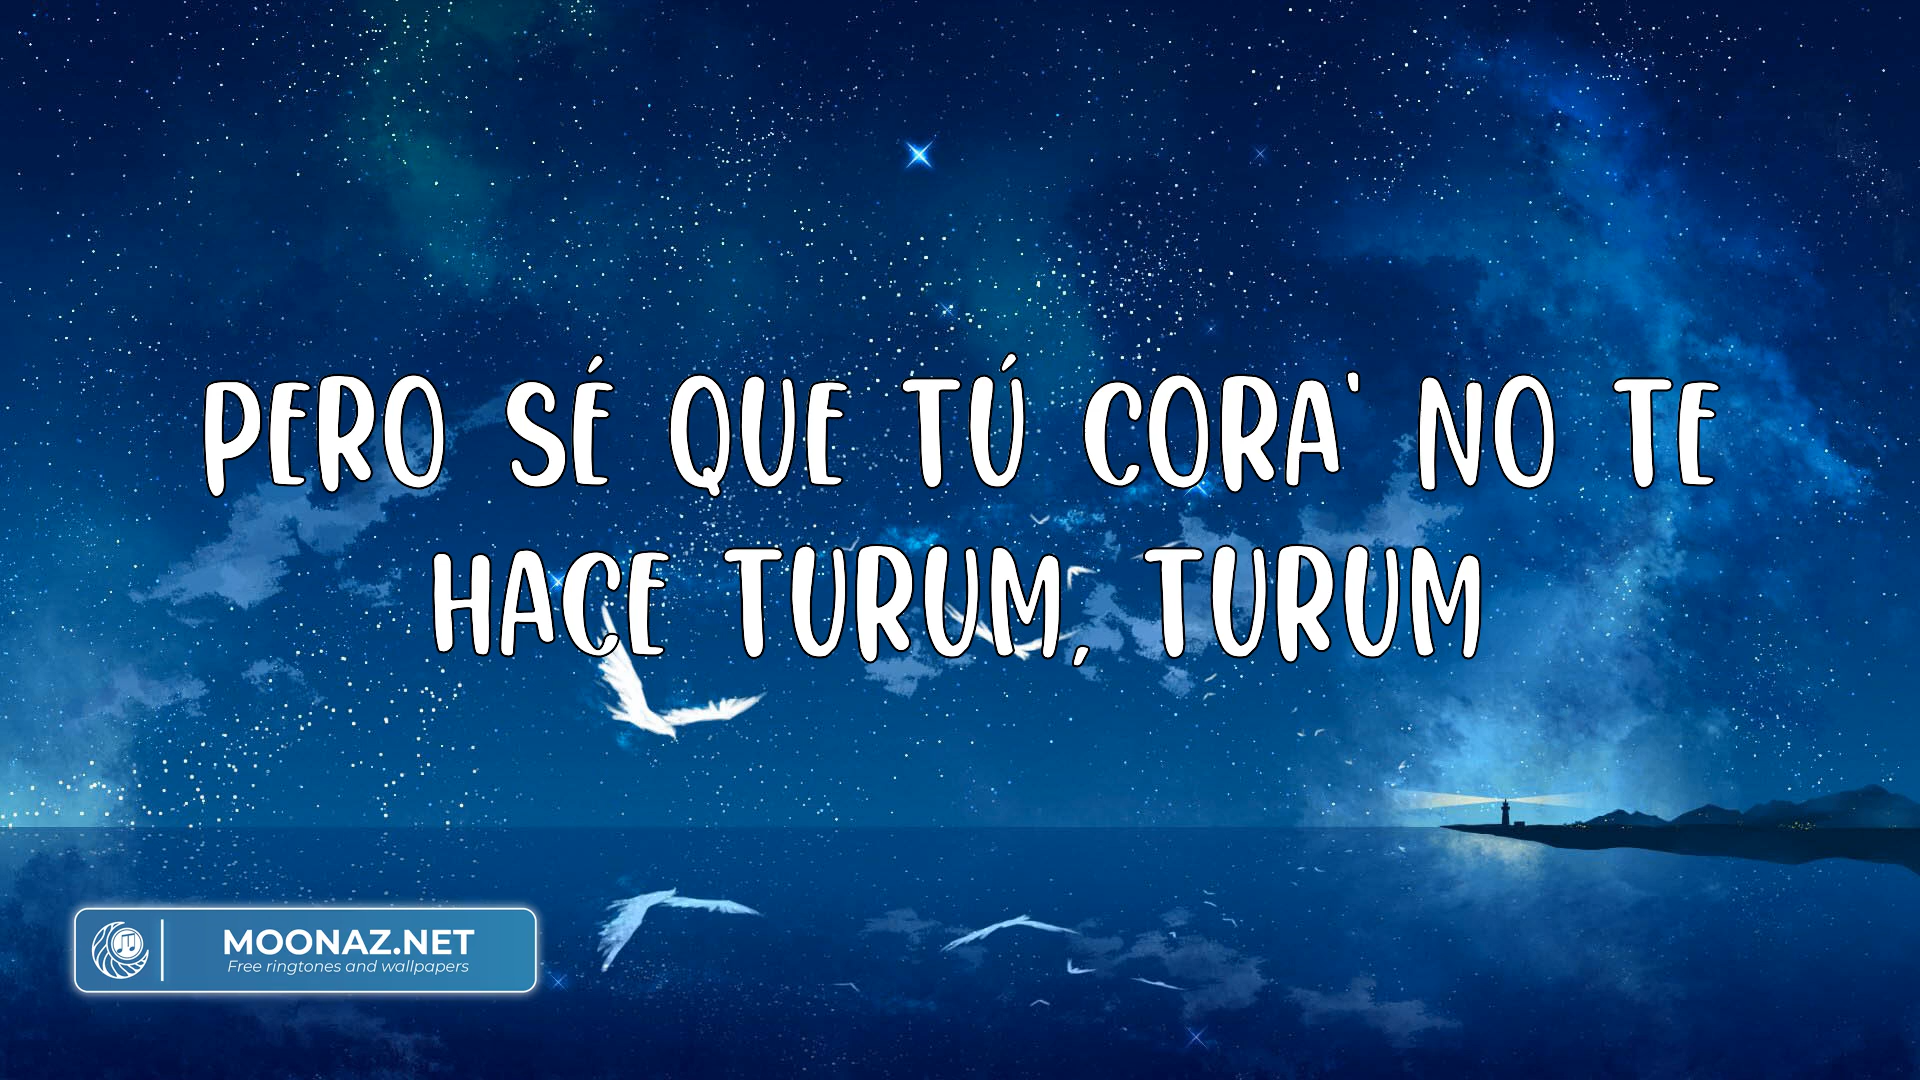 PERO SÉ QUE TÚ CORA' NO TE
HACE TURUM, TURUM
MOONAZ.NET
Free ringtones and wallpapers